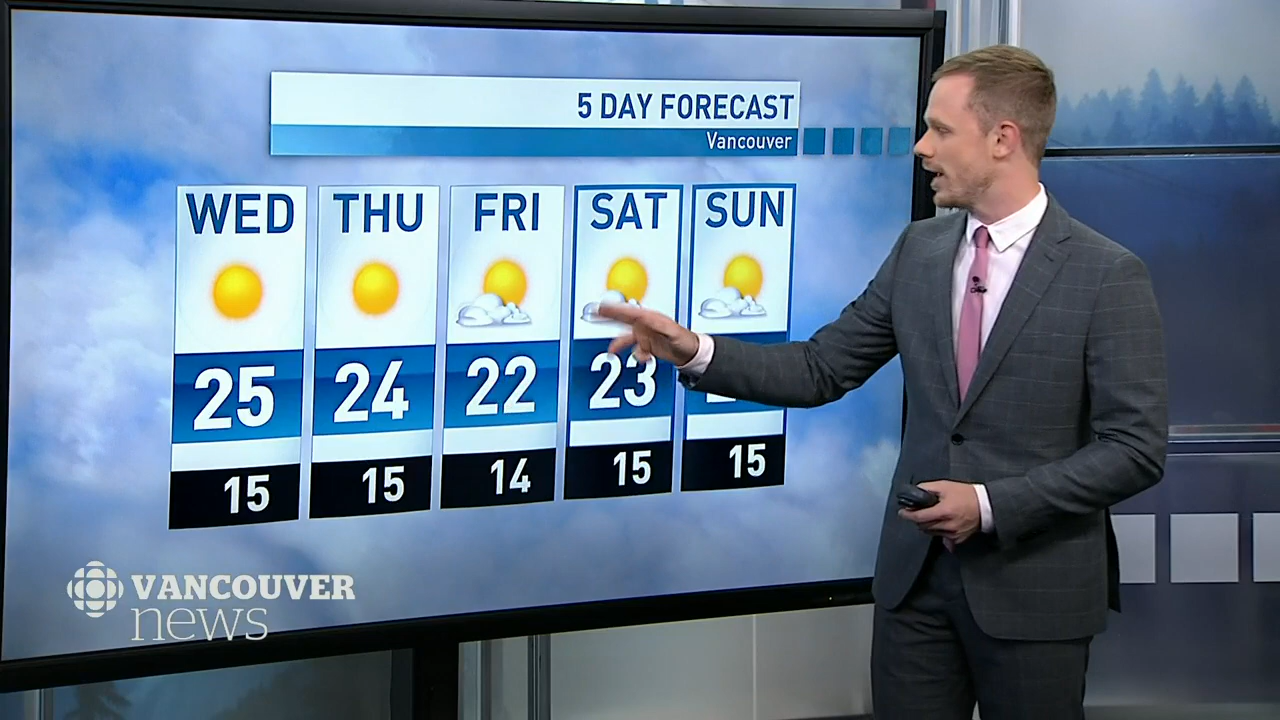 5 DAY FORECAST
Vancouver
WED THU FRI SAT SUN
25 24 22 23
15 15 14 15 15
VANCOUVER
news